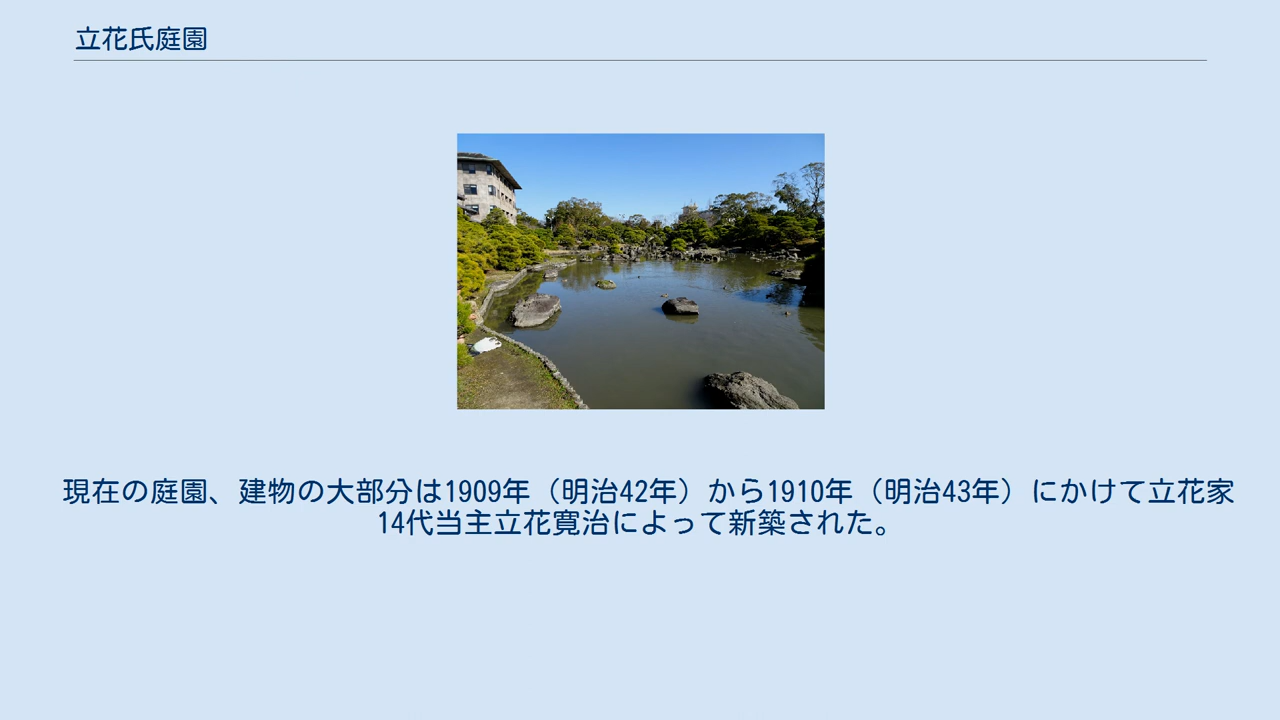 立花氏庭園
現在の庭園、建物の大部分は1909年（明治42年）から1910年（明治43年）にかけて立花家
14代当主立花寛治によって新築された。